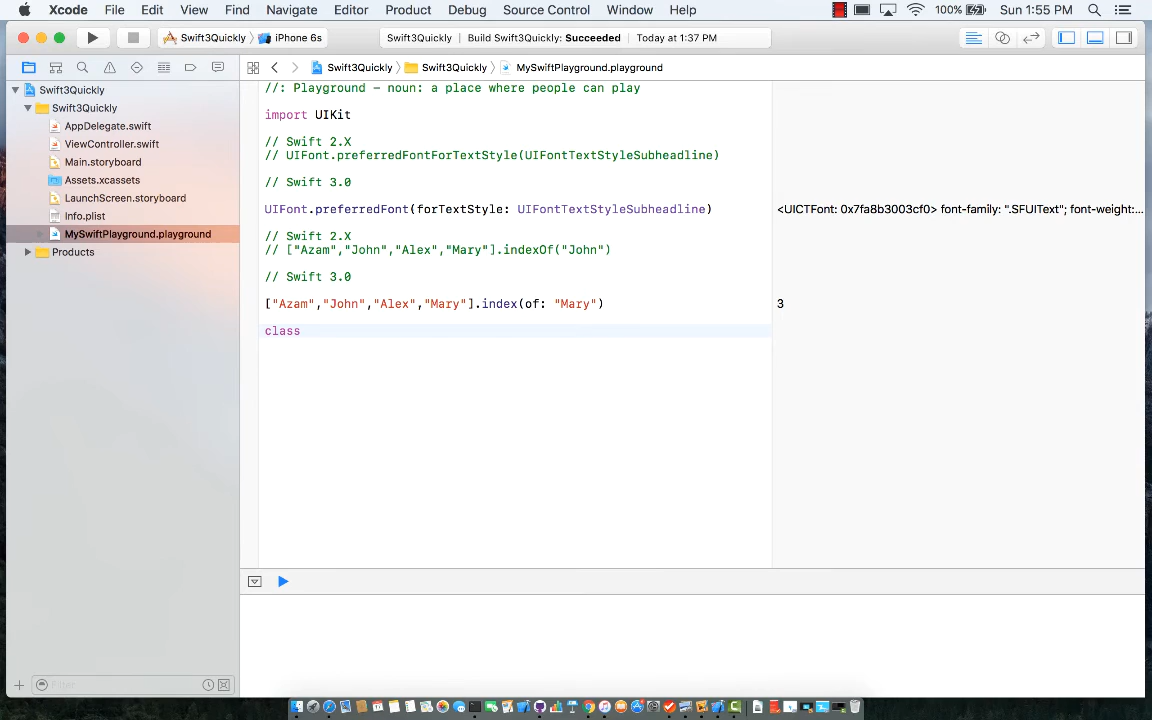 Xcode File Edit View Find Navigate Editor Product Debug Source Control Window Help 100% Sun 1:55 PM
Swift3Quickly iPhone 6s Swift3Quickly | Build Swift3Quickly: Succeeded | Today at 1:37 PM
Swift3Quickly Swift3Quickly MySwiftPlayground.playground
Swift3Quickly
Swift3Quickly
AppDelegate.swift
ViewController.swift
Main.storyboard
Assets.xcassets
LaunchScreen.storyboard
Info.plist
MySwiftPlayground.playground
Products
Filter
//: Playground – noun: a place where people can play
import UIKit
// Swift 2.X
// UIFont.preferredFontForTextStyle(UIFontTextStyleSubheadline)
// Swift 3.0
UIFont.preferredFont(forTextStyle: UIFontTextStyleSubheadline)
<UICTFont: 0x7fa8b3003cf0> font-family: ".SFUIText"; font-weight:...
// Swift 2.X
// ["Azam","John","Alex","Mary"].indexOf("John")
// Swift 3.0
["Azam","John","Alex","Mary"].index(of: "Mary")
3
class